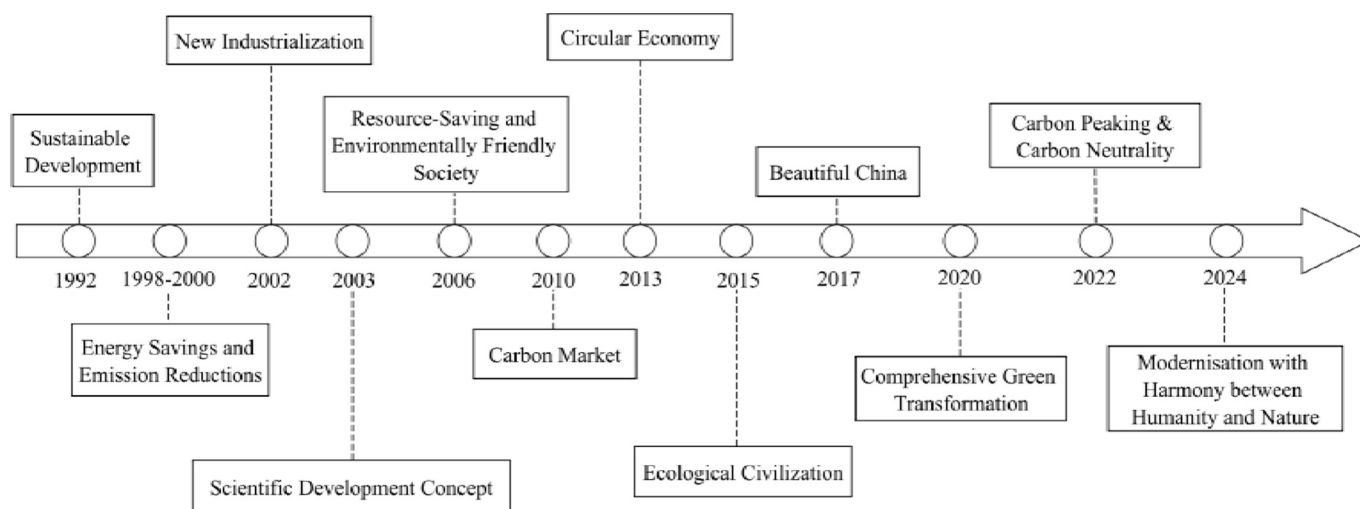 New Industrialization
Circular Economy
Sustainable
Development
Resource-Saving and
Environmentally Friendly
Society
Beautiful China
Carbon Peaking &
Carbon Neutrality
1992
1998-2000
2002
2003
2006
2010
2013
2015
2017
2020
2022
2024
Energy Savings and
Emission Reductions
Scientific Development Concept
Carbon Market
Ecological Civilization
Comprehensive Green
Transformation
Modernisation with
Harmony between
Humanity and Nature